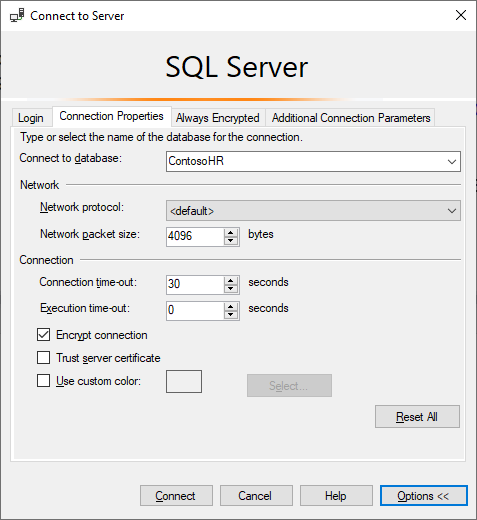 Connect to Server
SQL Server
Login Connection Properties Always Encrypted Additional Connection Parameters
Type or select the name of the database for the connection.
Connect to database: ContosoHR
Network
Network protocol: <default>
Network packet size: 4096 bytes
Connection
Connection time-out: 30 seconds
Execution time-out: 0 seconds
Encrypt connection
Trust server certificate
Use custom color: Select...
Reset All
Connect Cancel Help Options <<